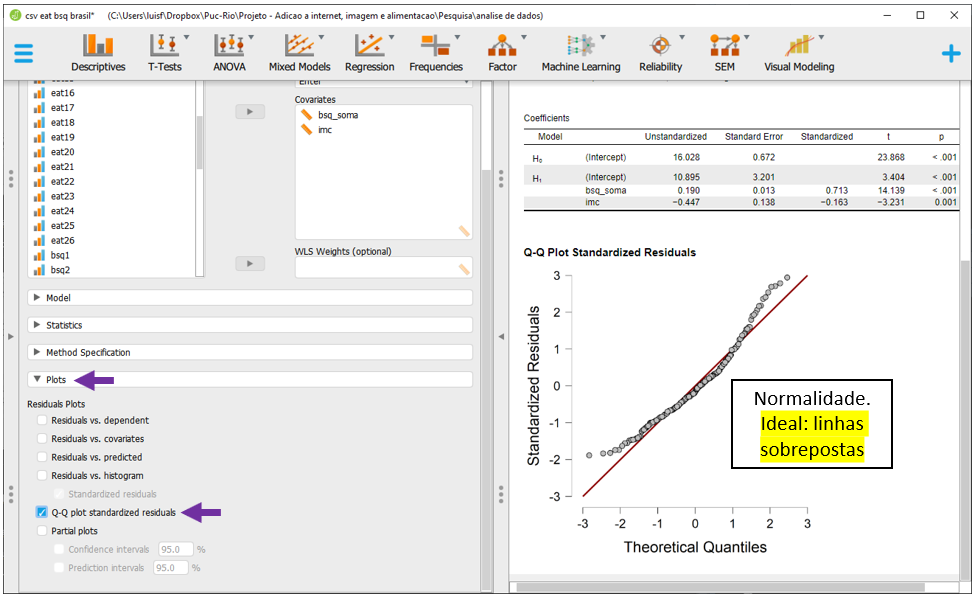 csv eat bsq brasil* (C:\Users\luisf\Dropbox\Puc-Rio\Projeto - Adicao a internet, imagem e alimentacao\Pesquisa\analise de dados)
Descriptives T-Tests ANOVA Mixed Models Regression Frequencies Factor Machine Learning Reliability SEM Visual Modeling
eat16
eat17
eat18
eat19
eat20
eat21
eat22
eat23
eat24
eat25
eat26
bsq1
bsq2
Enter
Covariates
bsq_soma
imc
WLS Weights (optional)
Model
Statistics
Method Specification
Plots
Residuals Plots
Residuals vs. dependent
Residuals vs. covariates
Residuals vs. predicted
Residuals vs. histogram
Standardized residuals
Q-Q plot standardized residuals
Partial plots
Confidence intervals 95.0 %
Prediction intervals 95.0 %
Coefficients
Model Unstandardized Standard Error Standardized t p
H₀ (Intercept) 16.028 0.672 23.868 < .001
H₁ (Intercept) 10.895 3.201 3.404 < .001
bsq_soma 0.190 0.013 0.713 14.139 < .001
imc −0.447 0.138 −0.163 −3.231 0.001
Q-Q Plot Standardized Residuals
3
2
1
0
-1
-2
-3
Standardized Residuals
-3 -2 -1 0 1 2 3
Theoretical Quantiles
Normalidade.
Ideal: linhas
sobrepostas